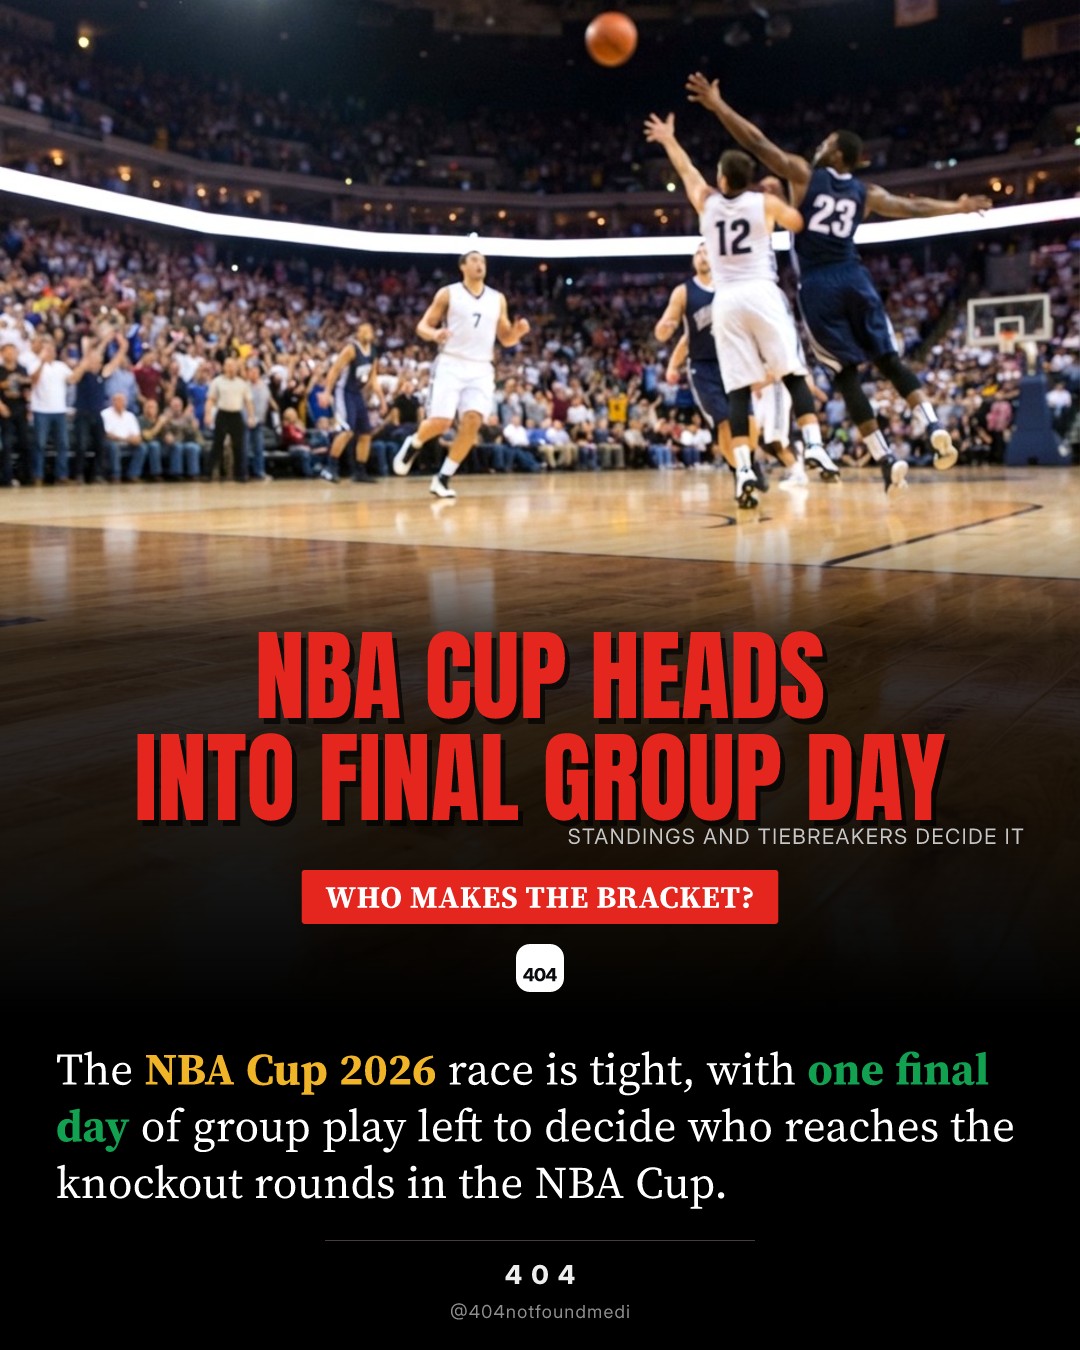 12
23
7
NBA CUP HEADS
INTO FINAL GROUP DAY
STANDINGS AND TIEBREAKERS DECIDE IT
WHO MAKES THE BRACKET?
404
The NBA Cup 2026 race is tight, with one final
day of group play left to decide who reaches the
knockout rounds in the NBA Cup.
404
@404notfoundmedi